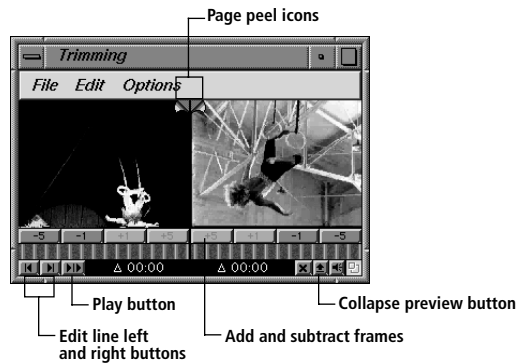 Page peel icons
Trimming
File Edit Options
-5 -1 +1 +5 +5 +1 -1 -5
Δ 00:00 Δ 00:00
Play button
Collapse preview button
Edit line left
and right buttons
Add and subtract frames